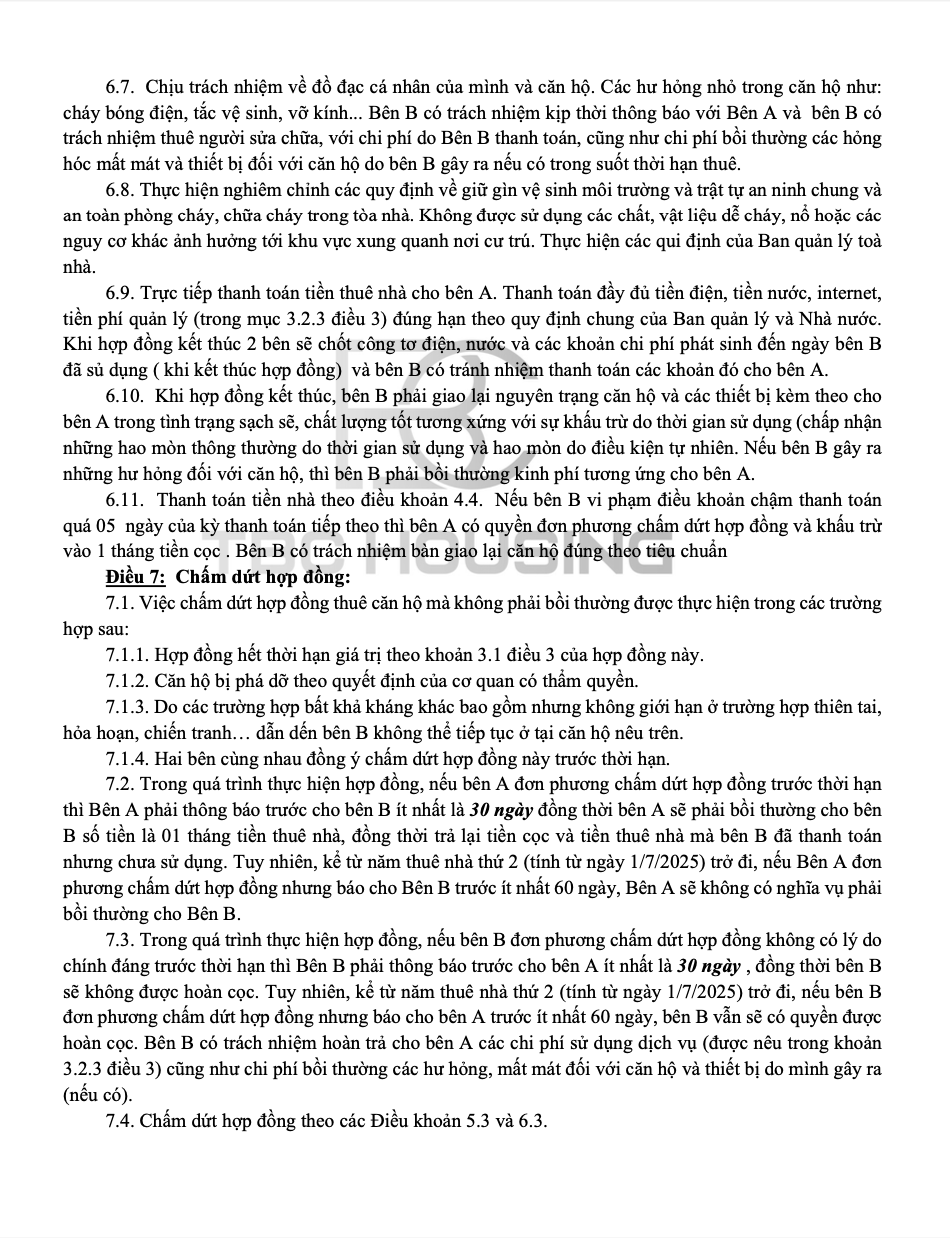 6.7. Chịu trách nhiệm về đồ đạc cá nhân của mình và căn hộ. Các hư hỏng nhỏ trong căn hộ như:
cháy bóng điện, tắc vệ sinh, vỡ kính... Bên B có trách nhiệm kịp thời thông báo với Bên A và bên B có
trách nhiệm thuê người sửa chữa, với chi phí do Bên B thanh toán, cũng như chi phí bồi thường các hỏng
hóc mất mát và thiết bị đối với căn hộ do bên B gây ra nếu có trong suốt thời hạn thuê.
6.8. Thực hiện nghiêm chỉnh các quy định về giữ gìn vệ sinh môi trường và trật tự an ninh chung và
an toàn phòng cháy, chữa cháy trong tòa nhà. Không được sử dụng các chất, vật liệu dễ cháy, nổ hoặc các
nguy cơ khác ảnh hưởng tới khu vực xung quanh nơi cư trú. Thực hiện các qui định của Ban quản lý toà
nhà.
6.9. Trực tiếp thanh toán tiền thuê nhà cho bên A. Thanh toán đầy đủ tiền điện, tiền nước, internet,
tiền phí quản lý (trong mục 3.2.3 điều 3) đúng hạn theo quy định chung của Ban quản lý và Nhà nước.
Khi hợp đồng kết thúc 2 bên sẽ chốt công tơ điện, nước và các khoản chi phí phát sinh đến ngày bên B
đã sủ dụng ( khi kết thúc hợp đồng) và bên B có tránh nhiệm thanh toán các khoản đó cho bên A.
6.10. Khi hợp đồng kết thúc, bên B phải giao lại nguyên trạng căn hộ và các thiết bị kèm theo cho
bên A trong tình trạng sạch sẽ, chất lượng tốt tương xứng với sự khấu trừ do thời gian sử dụng (chấp nhận
những hao mòn thông thường do thời gian sử dụng và hao mòn do điều kiện tự nhiên. Nếu bên B gây ra
những hư hỏng đối với căn hộ, thì bên B phải bồi thường kinh phí tương ứng cho bên A.
6.11. Thanh toán tiền nhà theo điều khoản 4.4. Nếu bên B vi phạm điều khoản chậm thanh toán
quá 05 ngày của kỳ thanh toán tiếp theo thì bên A có quyền đơn phương chấm dứt hợp đồng và khấu trừ
vào 1 tháng tiền cọc . Bên B có trách nhiệm bàn giao lại căn hộ đúng theo tiêu chuẩn
TBC HOUSING
Điều 7: Chấm dứt hợp đồng:
7.1. Việc chấm dứt hợp đồng thuê căn hộ mà không phải bồi thường được thực hiện trong các trường
hợp sau:
7.1.1. Hợp đồng hết thời hạn giá trị theo khoản 3.1 điều 3 của hợp đồng này.
7.1.2. Căn hộ bị phá dỡ theo quyết định của cơ quan có thẩm quyền.
7.1.3. Do các trường hợp bất khả kháng khác bao gồm nhưng không giới hạn ở trường hợp thiên tai,
hỏa hoạn, chiến tranh… dẫn dến bên B không thể tiếp tục ở tại căn hộ nêu trên.
7.1.4. Hai bên cùng nhau đồng ý chấm dứt hợp đồng này trước thời hạn.
7.2. Trong quá trình thực hiện hợp đồng, nếu bên A đơn phương chấm dứt hợp đồng trước thời hạn
thì Bên A phải thông báo trước cho bên B ít nhất là 30 ngày đồng thời bên A sẽ phải bồi thường cho bên
B số tiền là 01 tháng tiền thuê nhà, đồng thời trả lại tiền cọc và tiền thuê nhà mà bên B đã thanh toán
nhưng chưa sử dụng. Tuy nhiên, kể từ năm thuê nhà thứ 2 (tính từ ngày 1/7/2025) trở đi, nếu Bên A đơn
phương chấm dứt hợp đồng nhưng báo cho Bên B trước ít nhất 60 ngày, Bên A sẽ không có nghĩa vụ phải
bồi thường cho Bên B.
7.3. Trong quá trình thực hiện hợp đồng, nếu bên B đơn phương chấm dứt hợp đồng không có lý do
chính đáng trước thời hạn thì Bên B phải thông báo trước cho bên A ít nhất là 30 ngày , đồng thời bên B
sẽ không được hoàn cọc. Tuy nhiên, kể từ năm thuê nhà thứ 2 (tính từ ngày 1/7/2025) trở đi, nếu bên B
đơn phương chấm dứt hợp đồng nhưng báo cho bên A trước ít nhất 60 ngày, bên B vẫn sẽ có quyền được
hoàn cọc. Bên B có trách nhiệm hoàn trả cho bên A các chi phí sử dụng dịch vụ (được nêu trong khoản
3.2.3 điều 3) cũng như chi phí bồi thường các hư hỏng, mất mát đối với căn hộ và thiết bị do mình gây ra
(nếu có).
7.4. Chấm dứt hợp đồng theo các Điều khoản 5.3 và 6.3.